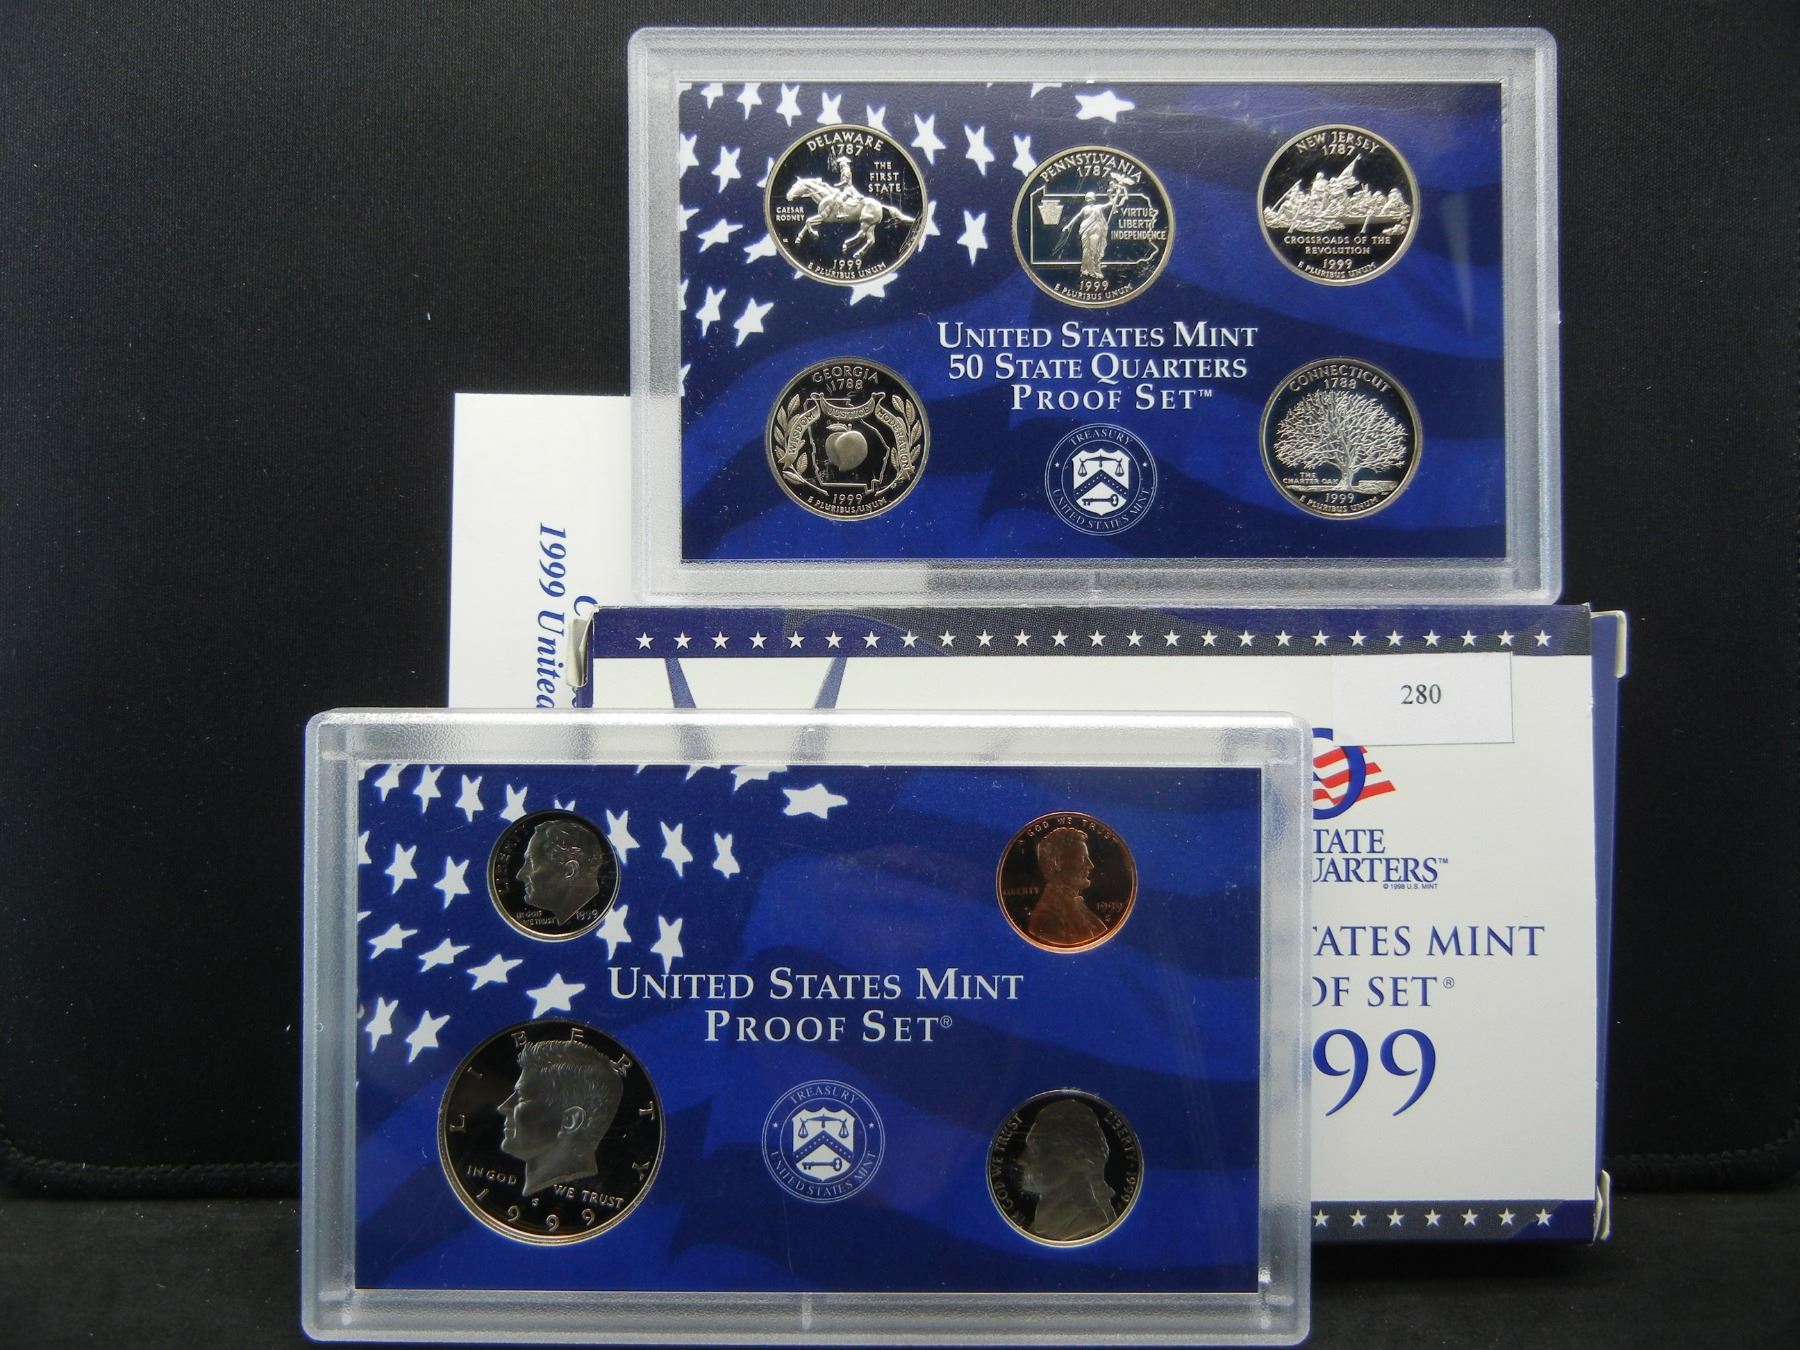 DELAWARE
1787
THE
FIRST
STATE
CAESAR
RODNEY
1999
E PLURIBUS UNUM
PENNSYLVANIA
1787
VIRTUE
LIBERTY
INDEPENDENCE
1999
E PLURIBUS UNUM
NEW JERSEY
1787
CROSSROADS OF THE
REVOLUTION
1999
E PLURIBUS UNUM
UNITED STATES MINT
50 STATE QUARTERS
PROOF SET™
GEORGIA
1788
WISDOM JUSTICE MODERATION
1999
E PLURIBUS UNUM
TREASURY
UNITED STATES MINT
CONNECTICUT
1788
THE
CHARTER OAK
1999
E PLURIBUS UNUM
1999 United
280
TATE
UARTERS™
© 1998 U.S. MINT
TATES MINT
OF SET®
99
LIBERTY
IN GOD
WE TRUST
1999
IN GOD WE TRUST
LIBERTY
1999
S
UNITED STATES MINT
PROOF SET®
LIBERTY
IN GOD
WE TRUST
S
1999
TREASURY
UNITED STATES MINT
IN GOD WE TRUST
LIBERTY 1999